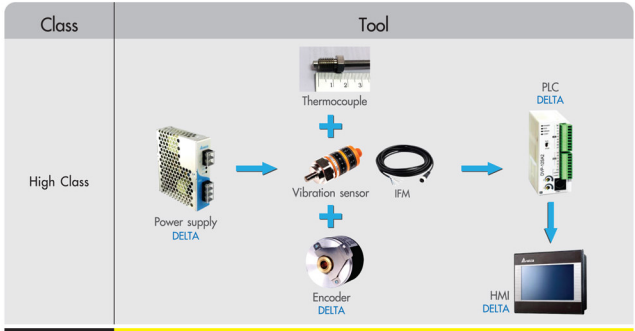 Class Tool
Thermocouple
High Class
Power supply
DELTA
Vibration sensor IFM
Encoder
DELTA
PLC
DELTA
HMI
DELTA